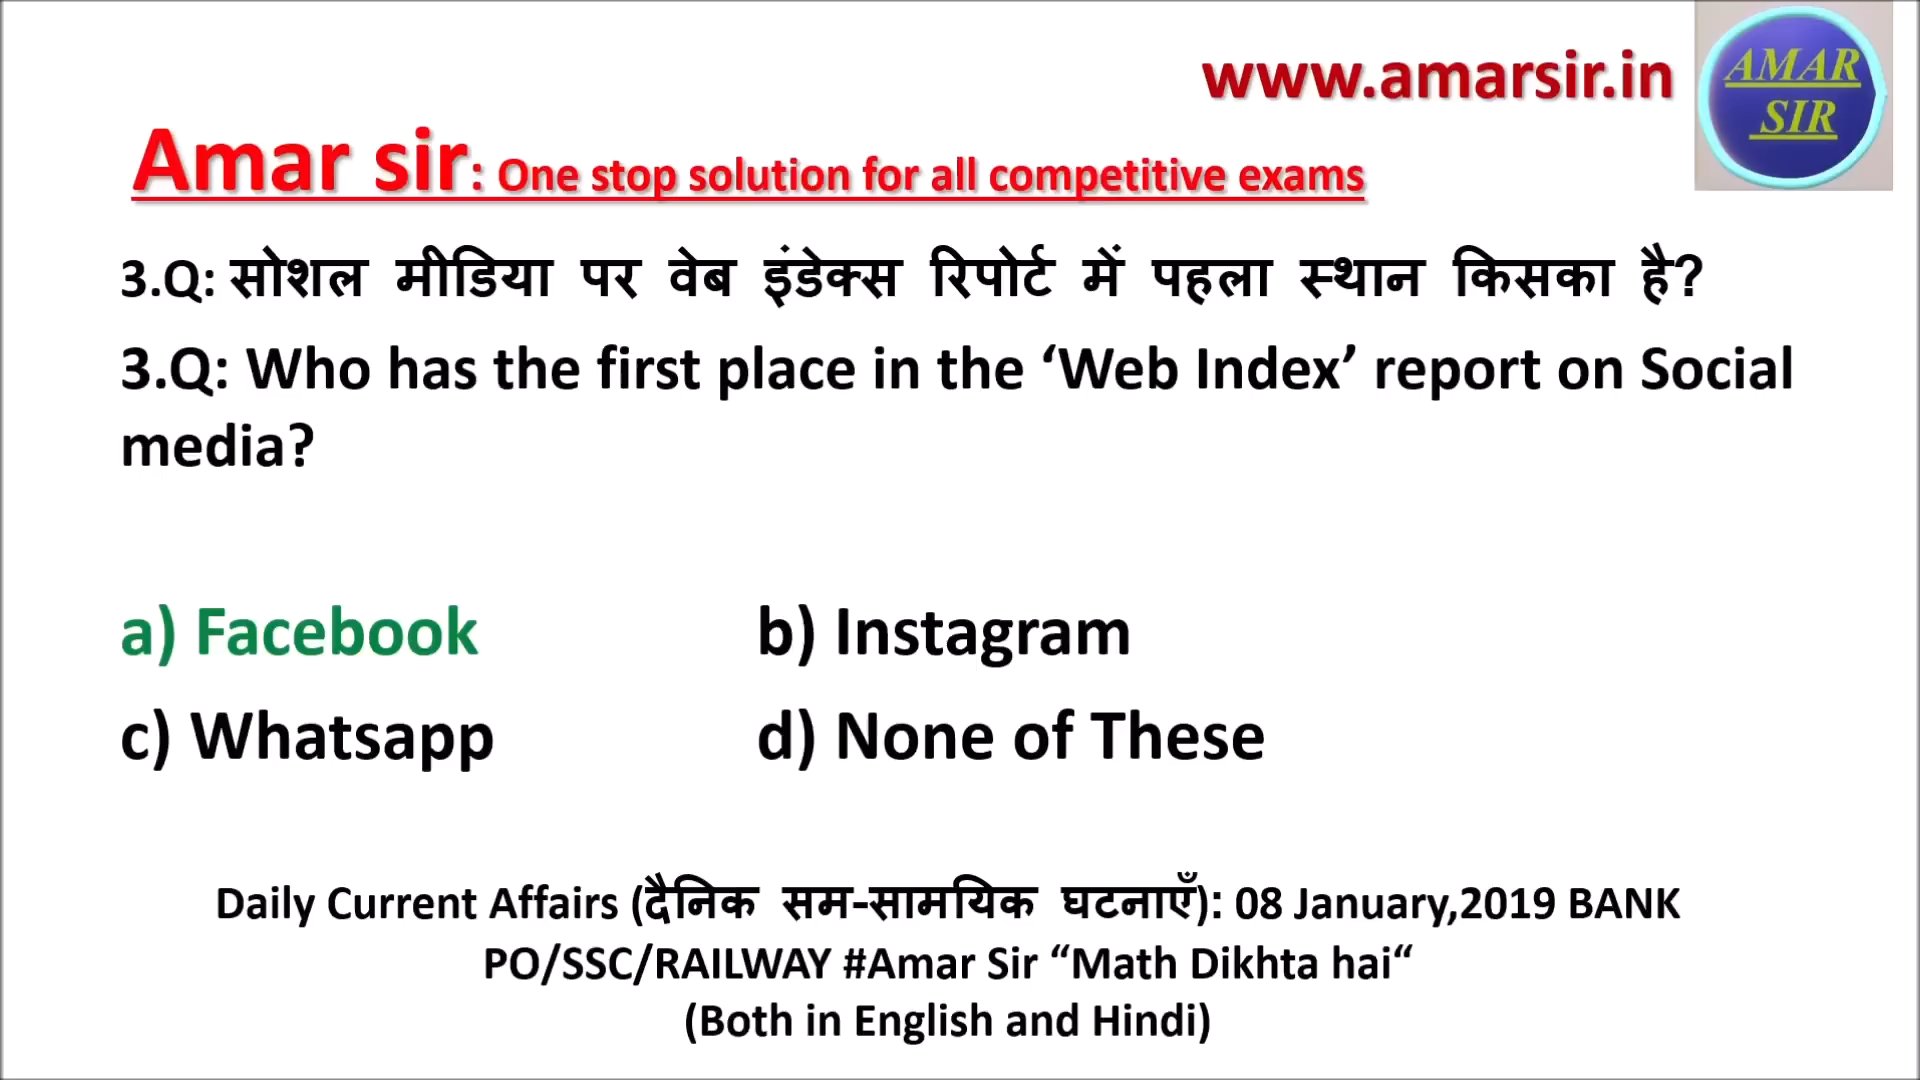 www.amarsir.in
AMAR
SIR
Amar sir: One stop solution for all competitive exams
3.Q: सोशल मीडिया पर वेब इंडेक्स रिपोर्ट में पहला स्थान किसका है?
3.Q: Who has the first place in the ‘Web Index’ report on Social
media?
a) Facebook b) Instagram
c) Whatsapp d) None of These
Daily Current Affairs (दैनिक सम-सामयिक घटनाएँ): 08 January,2019 BANK
PO/SSC/RAILWAY #Amar Sir “Math Dikhta hai“
(Both in English and Hindi)